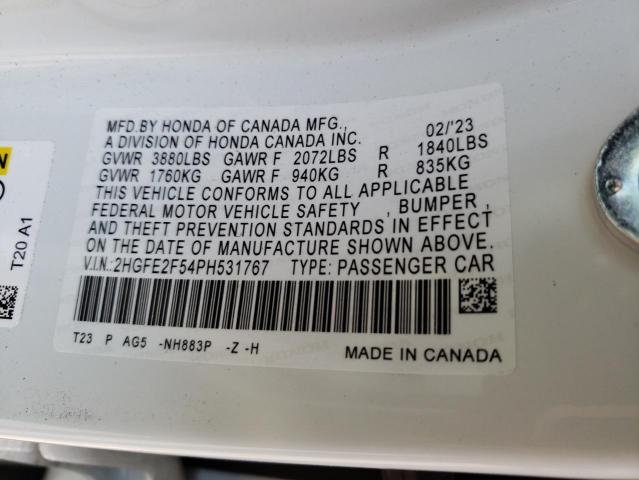 MFD.BY HONDA OF CANADA MFG., 02/'23
A DIVISION OF HONDA CANADA INC.
GVWR 3880LBS GAWR F 2072LBS R 1840LBS
GVWR 1760KG GAWR F 940KG R 835KG
THIS VEHICLE CONFORMS TO ALL APPLICABLE
FEDERAL MOTOR VEHICLE SAFETY , BUMPER ,
AND THEFT PREVENTION STANDARDS IN EFFECT
ON THE DATE OF MANUFACTURE SHOWN ABOVE.
V.I.N.:2HGFE2F54PH531767 TYPE: PASSENGER CAR
T23 P AG5 -NH883P -Z -H
MADE IN CANADA
T20 A1